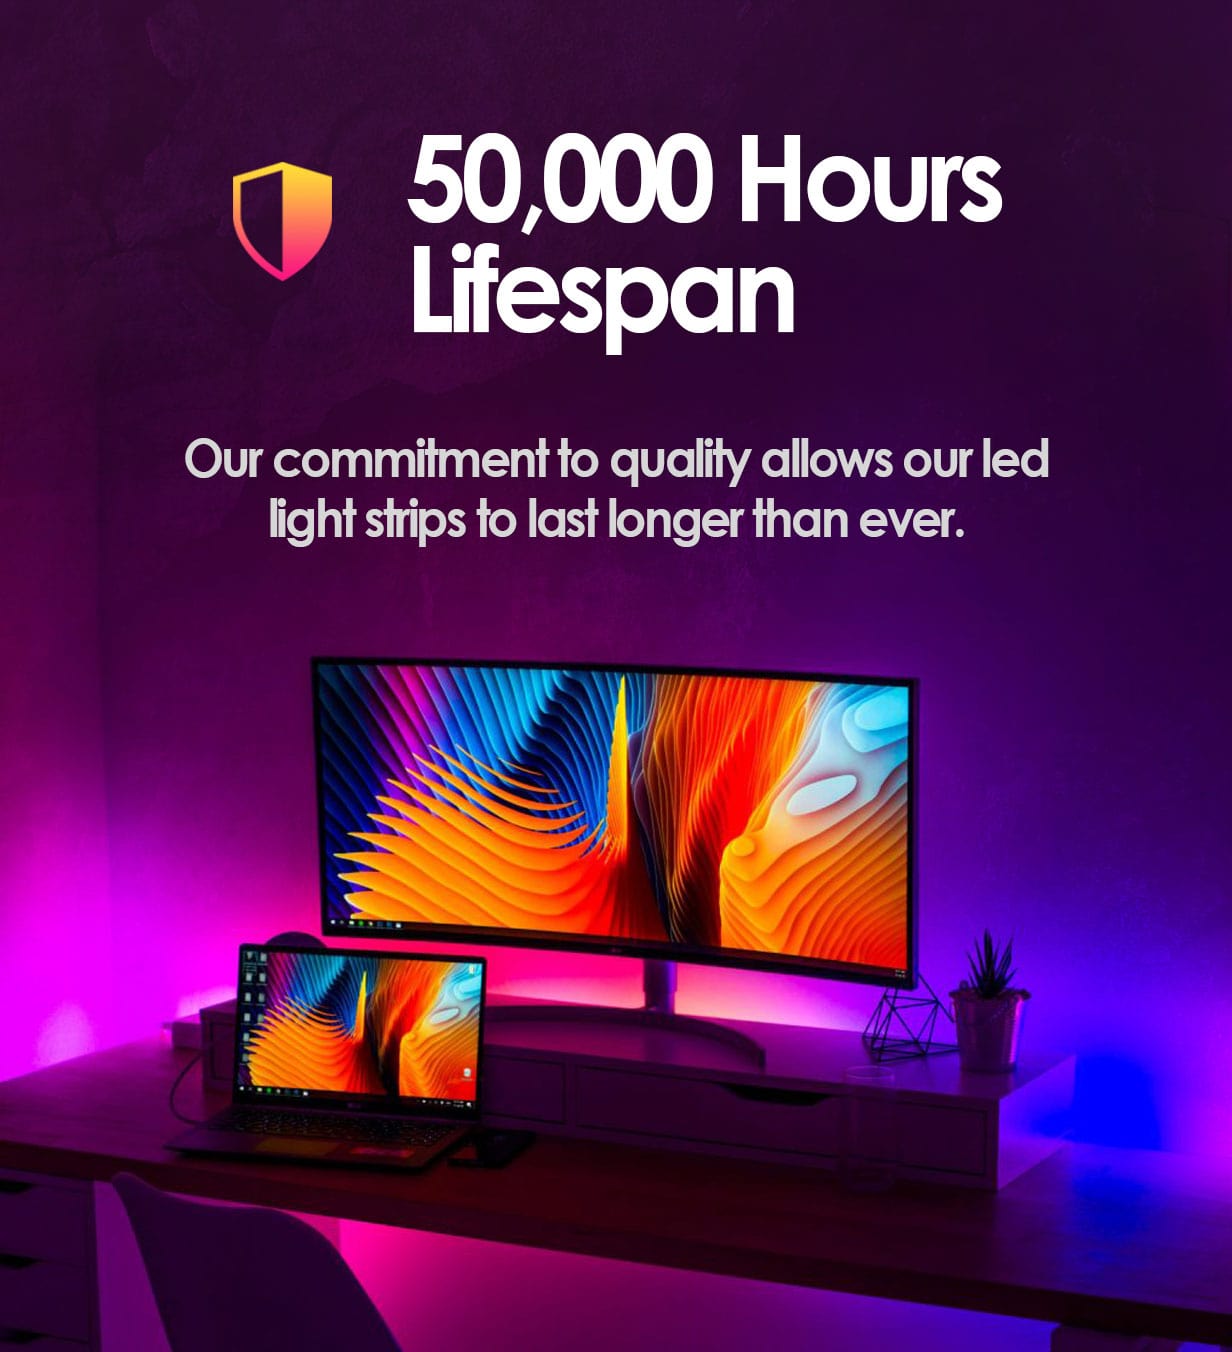 50,000 Hours
Lifespan
Our commitment to quality allows our led
light strips to last longer than ever.